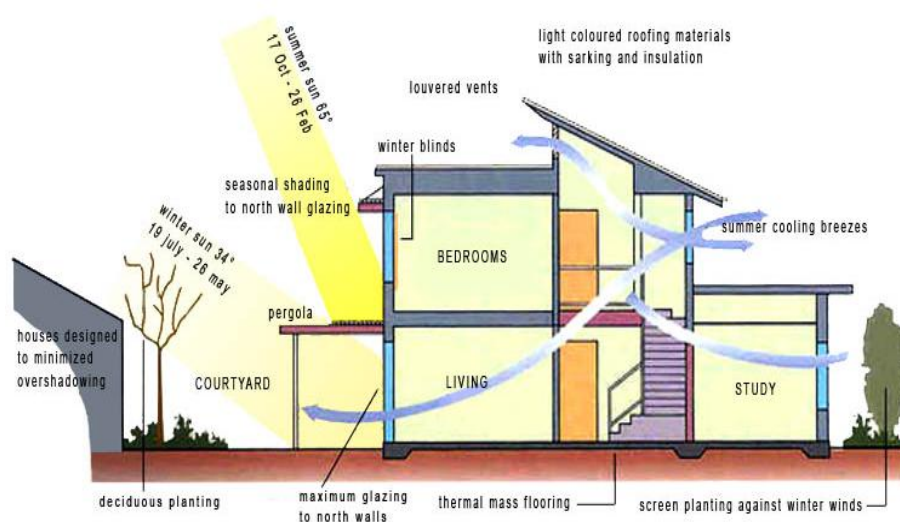 light coloured roofing materials
with sarking and insulation
summer sun 65°
17 Oct - 26 Feb
louvered vents
winter blinds
seasonal shading
to north wall glazing
winter sun 34°
19 july - 26 may
summer cooling breezes
BEDROOMS
pergola
houses designed
to minimized
overshadowing
COURTYARD
LIVING
STUDY
deciduous planting
maximum glazing
to north walls
thermal mass flooring
screen planting against winter winds